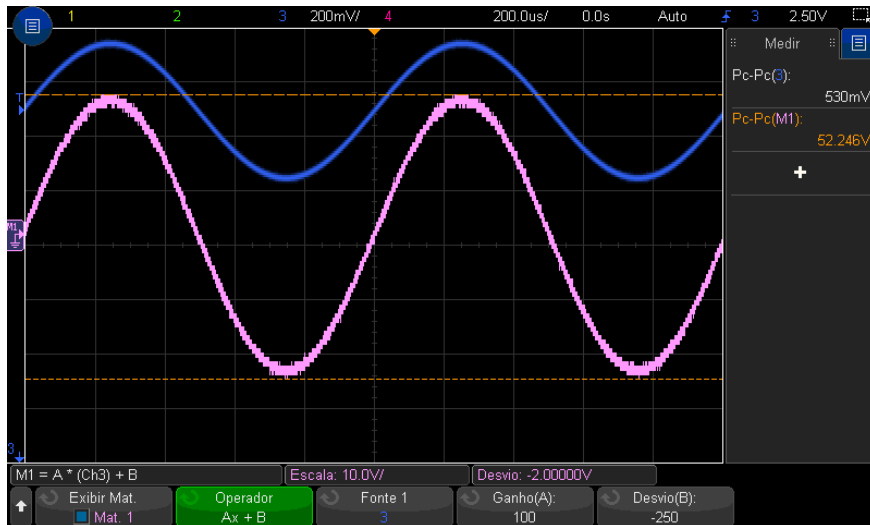 1 2 3 200mV/ 4 200.0us/ 0.0s Auto 3 2.50V
Medir
T
Pc-Pc(3):
530mV
Pc-Pc(M1):
52.246V
+
M1
3
M1 = A * (Ch3) + B
Escala: 10.0V/
Desvio: -2.00000V
Exibir Mat. Operador Fonte 1 Ganho(A): Desvio(B):
Mat. 1 Ax + B 3 100 -250